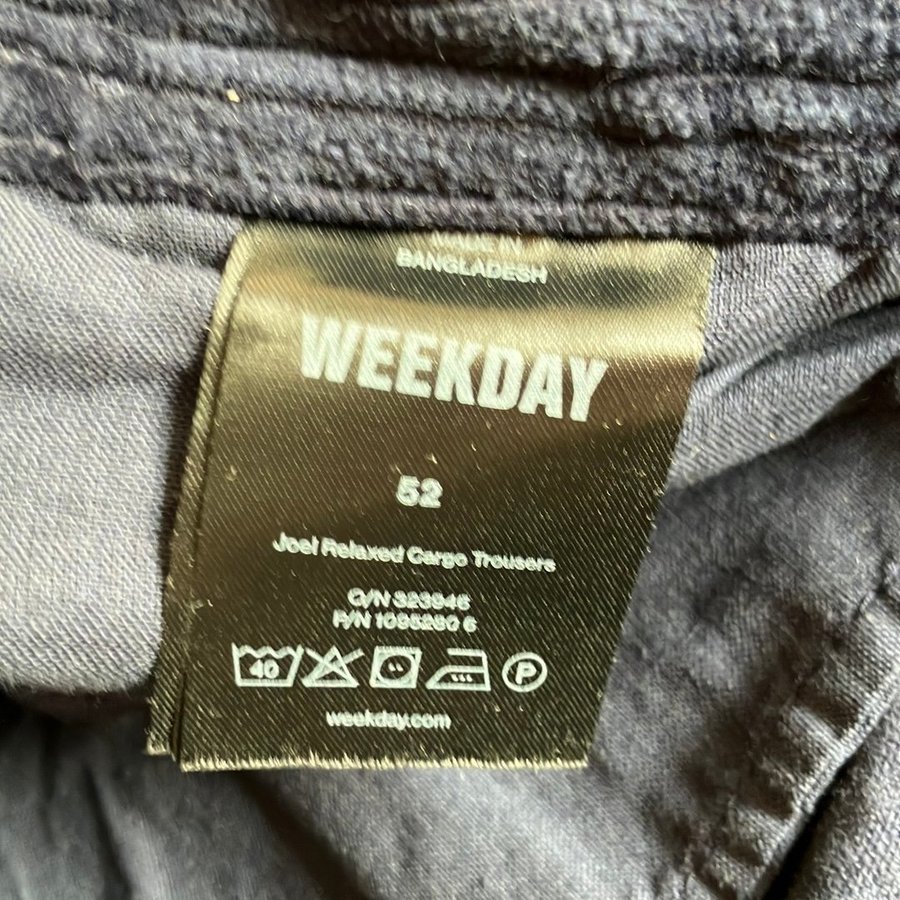 MADE IN
BANGLADESH
WEEKDAY
52
Joel Relaxed Cargo Trousers
O/N 323946
P/N 1095280 6
40
P
weekday.com